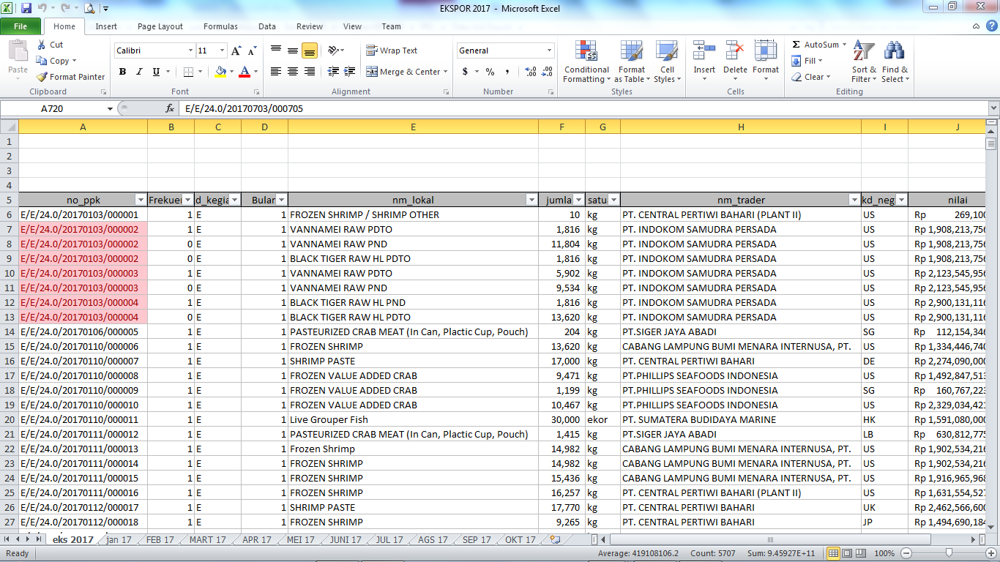 EKSPOR 2017 - Microsoft Excel
File Home Insert Page Layout Formulas Data Review View Team
Paste Cut Copy Format Painter Clipboard
Calibri 11 B I U A A A Font
Wrap Text Merge & Center Alignment
General $ % , Number
Conditional Formatting Format as Table Cell Styles Styles
Insert Delete Format Cells
Σ AutoSum Fill Clear Sort & Filter Find & Select Editing
A720 fx E/E/24.0/20170703/000705
A B C D E F G H I J
1
2
3
4
5 no_ppk Frekuen d_kegia Bulan nm_lokal jumla satu nm_trader kd_nega nilai
6 E/E/24.0/20170103/000001 1 E 1 FROZEN SHRIMP / SHRIMP OTHER 10 kg PT. CENTRAL PERTIWI BAHARI (PLANT II) US Rp 269,100
7 E/E/24.0/20170103/000002 1 E 1 VANNAMEI RAW PDTO 1,816 kg PT. INDOKOM SAMUDRA PERSADA US Rp 1,908,213,756
8 E/E/24.0/20170103/000002 0 E 1 VANNAMEI RAW PND 11,804 kg PT. INDOKOM SAMUDRA PERSADA US Rp 1,908,213,756
9 E/E/24.0/20170103/000002 0 E 1 BLACK TIGER RAW HL PDTO 1,816 kg PT. INDOKOM SAMUDRA PERSADA US Rp 1,908,213,756
10 E/E/24.0/20170103/000003 1 E 1 VANNAMEI RAW PDTO 5,902 kg PT. INDOKOM SAMUDRA PERSADA US Rp 2,123,545,956
11 E/E/24.0/20170103/000003 0 E 1 VANNAMEI RAW PND 9,534 kg PT. INDOKOM SAMUDRA PERSADA US Rp 2,123,545,956
12 E/E/24.0/20170103/000004 1 E 1 BLACK TIGER RAW HL PND 1,816 kg PT. INDOKOM SAMUDRA PERSADA US Rp 2,900,131,116
13 E/E/24.0/20170103/000004 0 E 1 BLACK TIGER RAW HL PDTO 13,620 kg PT. INDOKOM SAMUDRA PERSADA US Rp 2,900,131,116
14 E/E/24.0/20170106/000005 1 E 1 PASTEURIZED CRAB MEAT (In Can, Plactic Cup, Pouch) 204 kg PT.SIGER JAYA ABADI SG Rp 112,154,346
15 E/E/24.0/20170110/000006 1 E 1 FROZEN SHRIMP 13,620 kg CABANG LAMPUNG BUMI MENARA INTERNUSA, PT. US Rp 1,334,446,740
16 E/E/24.0/20170110/000007 1 E 1 SHRIMP PASTE 17,000 kg PT. CENTRAL PERTIWI BAHARI DE Rp 2,274,090,000
17 E/E/24.0/20170110/000008 1 E 1 FROZEN VALUE ADDED CRAB 9,471 kg PT.PHILLIPS SEAFOODS INDONESIA US Rp 1,492,847,513
18 E/E/24.0/20170110/000009 1 E 1 FROZEN VALUE ADDED CRAB 1,199 kg PT.PHILLIPS SEAFOODS INDONESIA SG Rp 160,767,223
19 E/E/24.0/20170110/000010 1 E 1 FROZEN VALUE ADDED CRAB 10,467 kg PT.PHILLIPS SEAFOODS INDONESIA US Rp 2,329,034,421
20 E/E/24.0/20170110/000011 1 E 1 Live Grouper Fish 30,000 ekor PT. SUMATERA BUDIDAYA MARINE HK Rp 1,591,080,000
21 E/E/24.0/20170111/000012 1 E 1 PASTEURIZED CRAB MEAT (In Can, Plactic Cup, Pouch) 1,415 kg PT.SIGER JAYA ABADI LB Rp 630,812,775
22 E/E/24.0/20170111/000013 1 E 1 Frozen Shrimp 14,982 kg CABANG LAMPUNG BUMI MENARA INTERNUSA, PT. US Rp 1,902,534,216
23 E/E/24.0/20170111/000014 1 E 1 FROZEN SHRIMP 14,982 kg CABANG LAMPUNG BUMI MENARA INTERNUSA, PT. US Rp 1,902,534,216
24 E/E/24.0/20170111/000015 1 E 1 FROZEN SHRIMP 15,436 kg CABANG LAMPUNG BUMI MENARA INTERNUSA, PT. US Rp 1,916,965,968
25 E/E/24.0/20170111/000016 1 E 1 FROZEN SHRIMP 16,257 kg PT. CENTRAL PERTIWI BAHARI (PLANT II) US Rp 1,631,554,527
26 E/E/24.0/20170112/000017 1 E 1 SHRIMP PASTE 17,770 kg PT. CENTRAL PERTIWI BAHARI UK Rp 2,462,566,600
27 E/E/24.0/20170112/000018 1 E 1 FROZEN SHRIMP 9,265 kg PT. CENTRAL PERTIWI BAHARI JP Rp 1,494,690,184
eks 2017 jan 17 FEB 17 MART 17 APR 17 MEI 17 JUNI 17 JUL 17 AGS 17 SEP 17 OKT 17
Ready Average: 419108106.2 Count: 5707 Sum: 9.45927E+11 100%